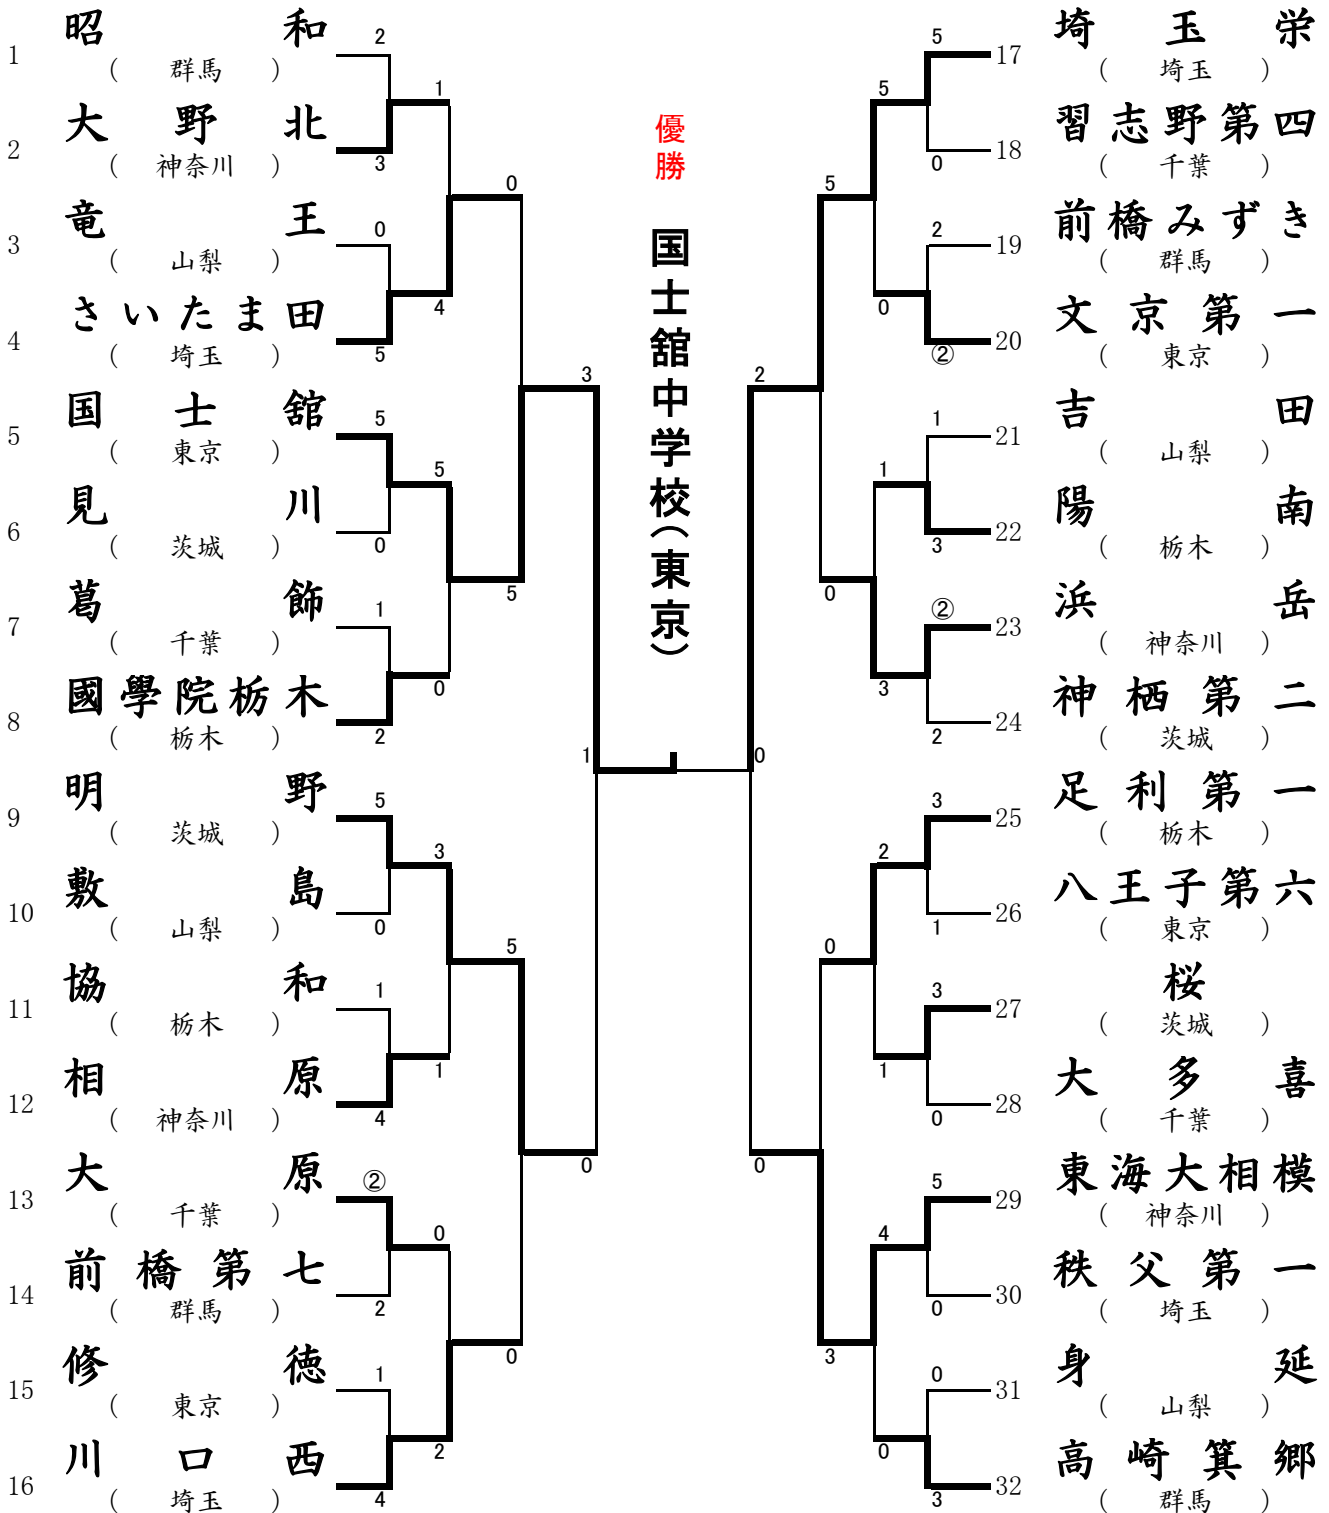 優勝
国士舘中学校(東京)
1 昭和 2
(群馬)
1
2 大野北 3
(神奈川)
0
3 竜王 0
(山梨)
4
4 さいたま田 5
(埼玉)
3
5 国士舘 5
(東京)
5
6 見川 0
(茨城)
5
7 葛飾 1
(千葉)
0
8 國學院栃木 2
(栃木)
1
9 明野 5
(茨城)
3
10 敷島 0
(山梨)
5
11 協和 1
(栃木)
1
12 相原 4
(神奈川)
0
13 大原 ②
(千葉)
0
14 前橋第七 2
(群馬)
0
15 修徳 1
(東京)
2
16 川口西 4
(埼玉)
5 17 埼玉栄
(埼玉)
5
0 18 習志野第四
(千葉)
5
2 19 前橋みずき
(群馬)
0
② 20 文京第一
(東京)
2
1 21 吉田
(山梨)
1
3 22 陽南
(栃木)
0
② 23 浜岳
(神奈川)
3
2 24 神栖第二
(茨城)
0
3 25 足利第一
(栃木)
2
1 26 八王子第六
(東京)
0
3 27 桜
(茨城)
1
0 28 大多喜
(千葉)
0
5 29 東海大相模
(神奈川)
4
0 30 秩父第一
(埼玉)
3
0 31 身延
(山梨)
0
3 32 高崎箕郷
(群馬)